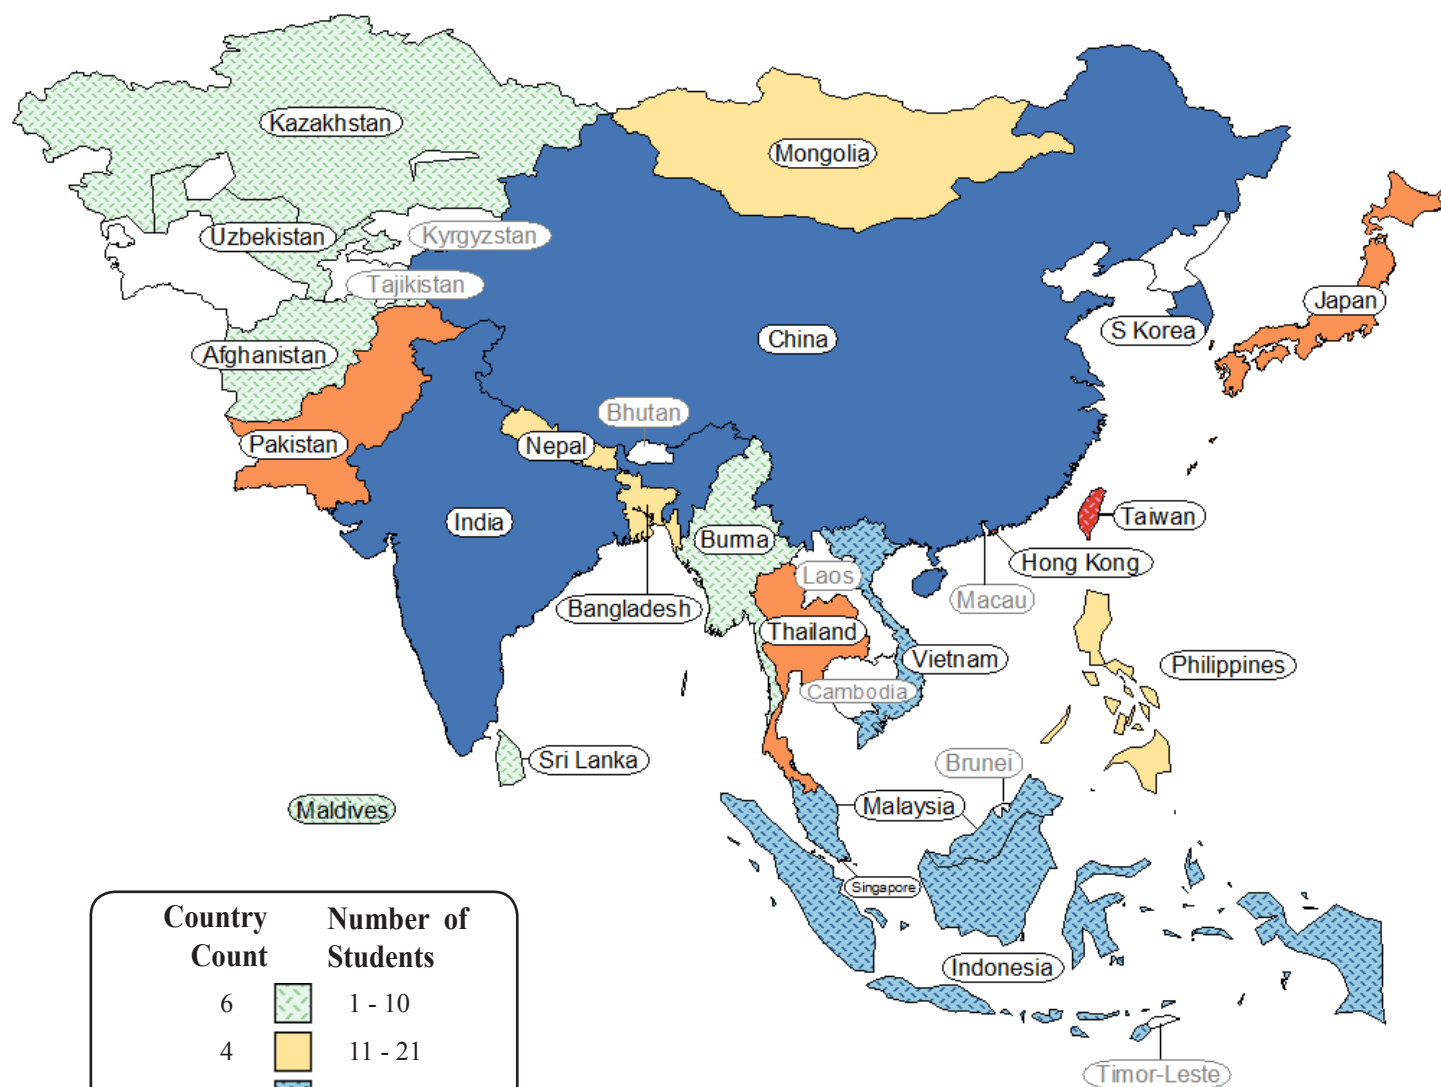 Kazakhstan
Mongolia
Uzbekistan
Kyrgyzstan
Tajikistan
Japan
S Korea
China
Afghanistan
Bhutan
Pakistan
Nepal
India
Taiwan
Burma
Hong Kong
Laos
Macau
Bangladesh
Thailand
Vietnam
Philippines
Cambodia
Sri Lanka
Brunei
Maldives
Malaysia
Singapore
Indonesia
Timor-Leste
Country Number of
Count Students
6 1 - 10
4 11 - 21